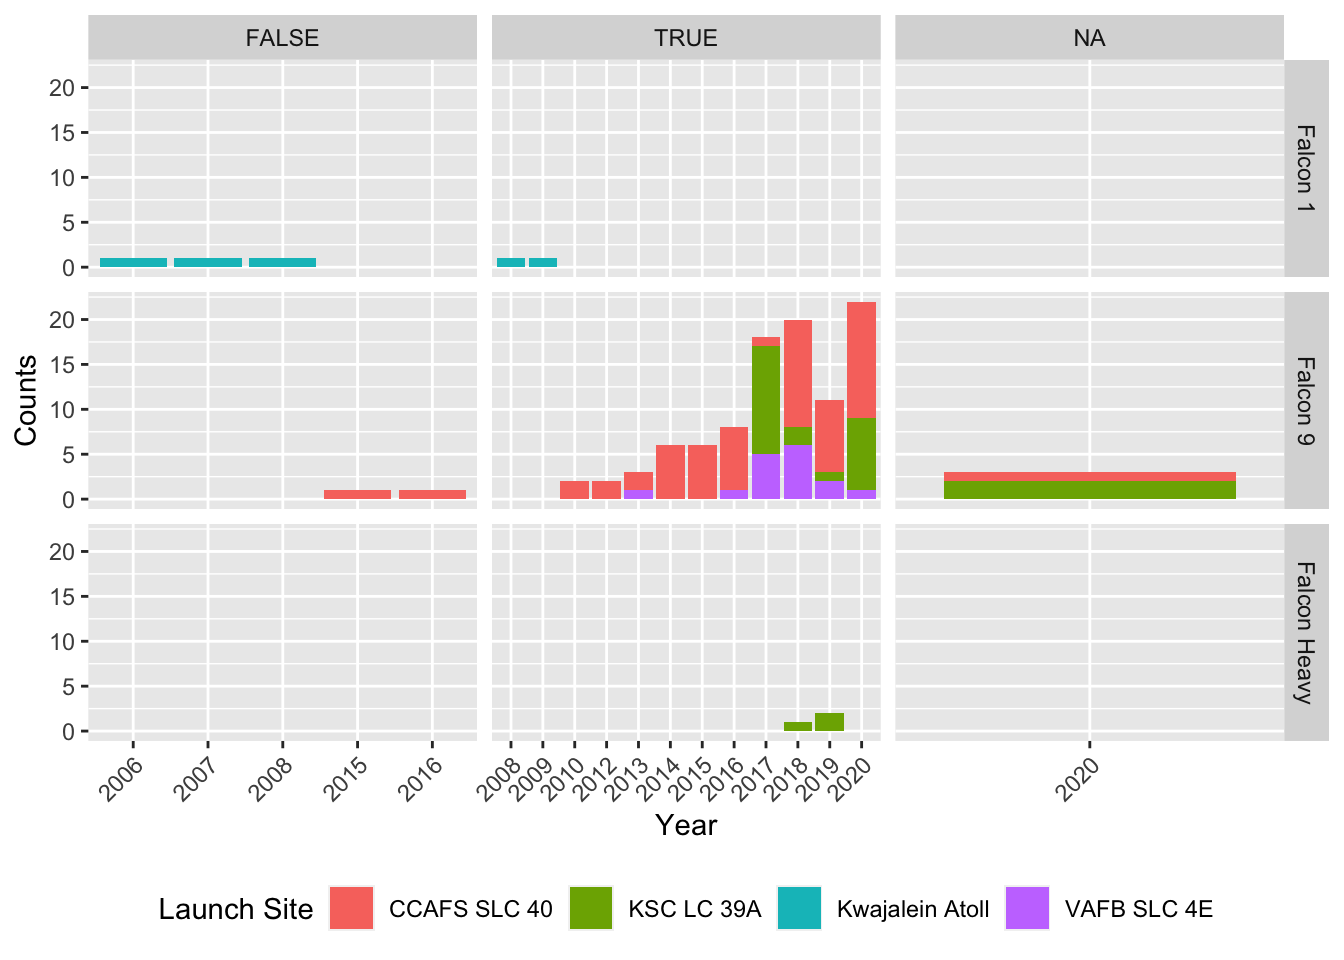 FALSE TRUE NA
20
15
10
5
0
Falcon 1
20
15
10
5
0
Falcon 9
Counts
20
15
10
5
0
Falcon Heavy
2006 2007 2008 2015 2016 2008 2009 2010 2012 2013 2014 2015 2016 2017 2018 2019 2020 2020
Year
Launch Site CCAFS SLC 40 KSC LC 39A Kwajalein Atoll VAFB SLC 4E